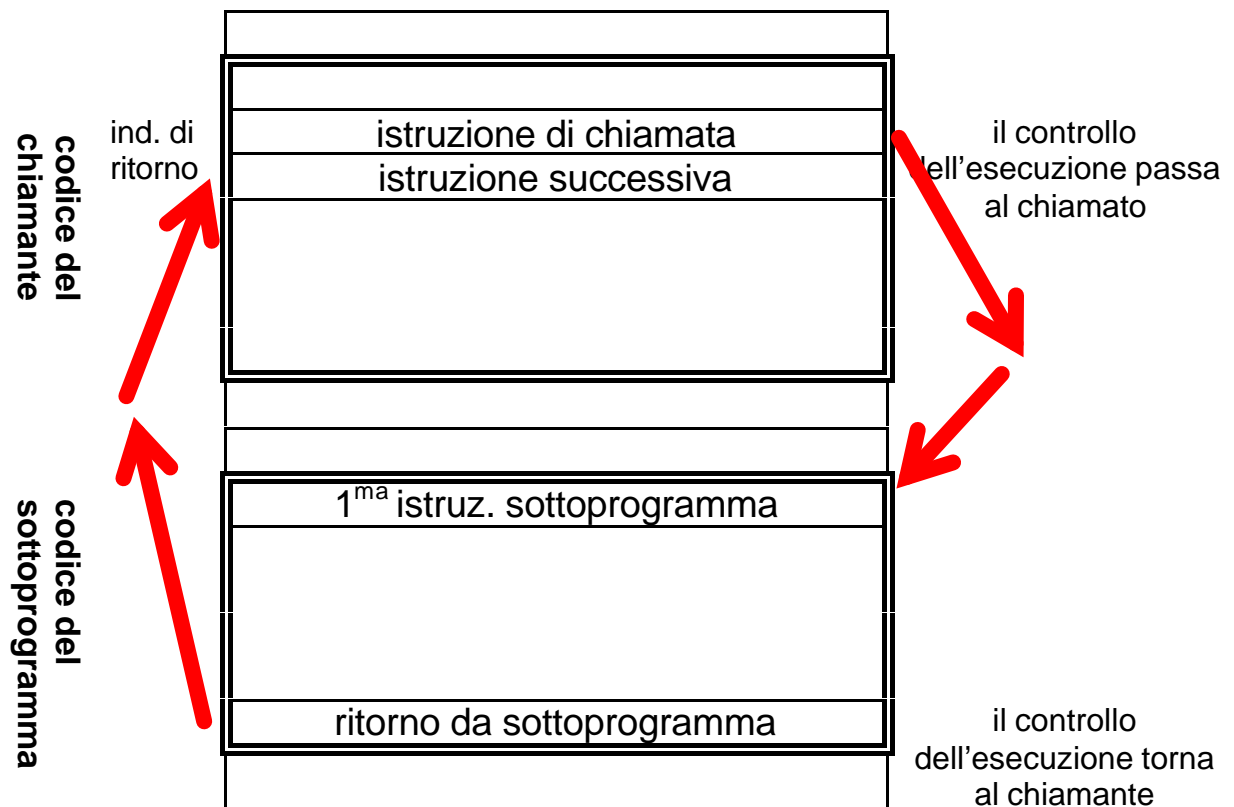 codice del
chiamante
ind. di
ritorno
istruzione di chiamata
istruzione successiva
il controllo
dell’esecuzione passa
al chiamato
codice del
sottoprogramma
1ma istruz. sottoprogramma
ritorno da sottoprogramma
il controllo
dell’esecuzione torna
al chiamante